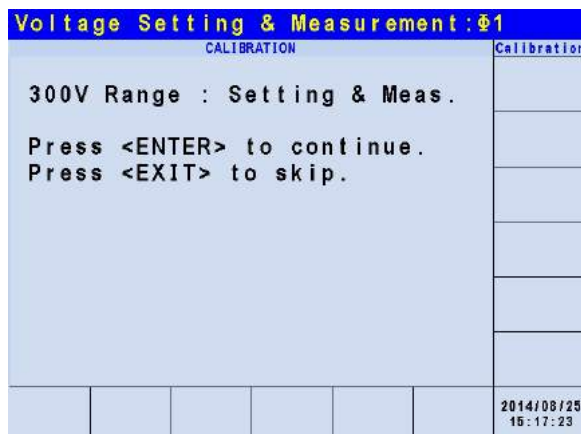 Voltage Setting & Measurement:Φ1
CALIBRATION
Calibration
300V Range : Setting & Meas.
Press <ENTER> to continue.
Press <EXIT> to skip.
2014/08/25
15:17:23